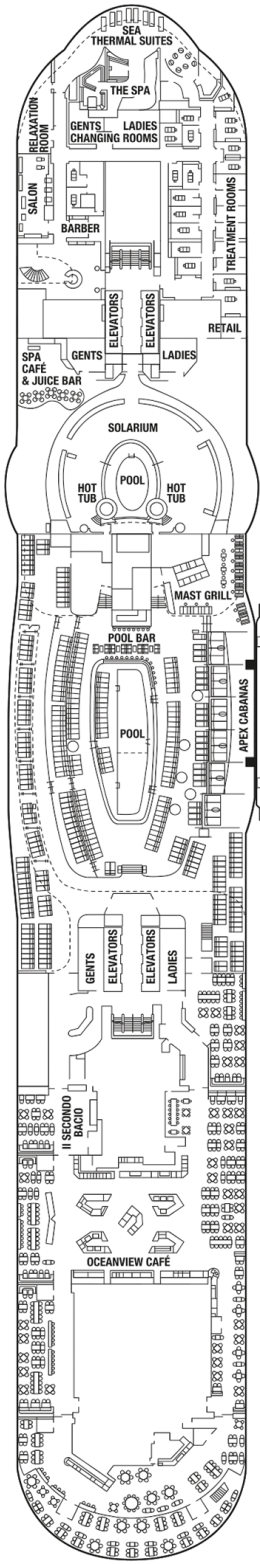 SEA
THERMAL SUITES
THE SPA
GENTS LADIES
CHANGING ROOMS
RELAXATION
ROOM
SALON
BARBER
TREATMENT ROOMS
ELEVATORS
ELEVATORS
RETAIL
SPA
CAFÉ
& JUICE BAR
GENTS
LADIES
SOLARIUM
POOL
HOT
TUB
HOT
TUB
MAST GRILL
POOL BAR
POOL
APEX CABANAS
GENTS
ELEVATORS
ELEVATORS
LADIES
II SECONDO
BACIO
OCEANVIEW CAFÉ